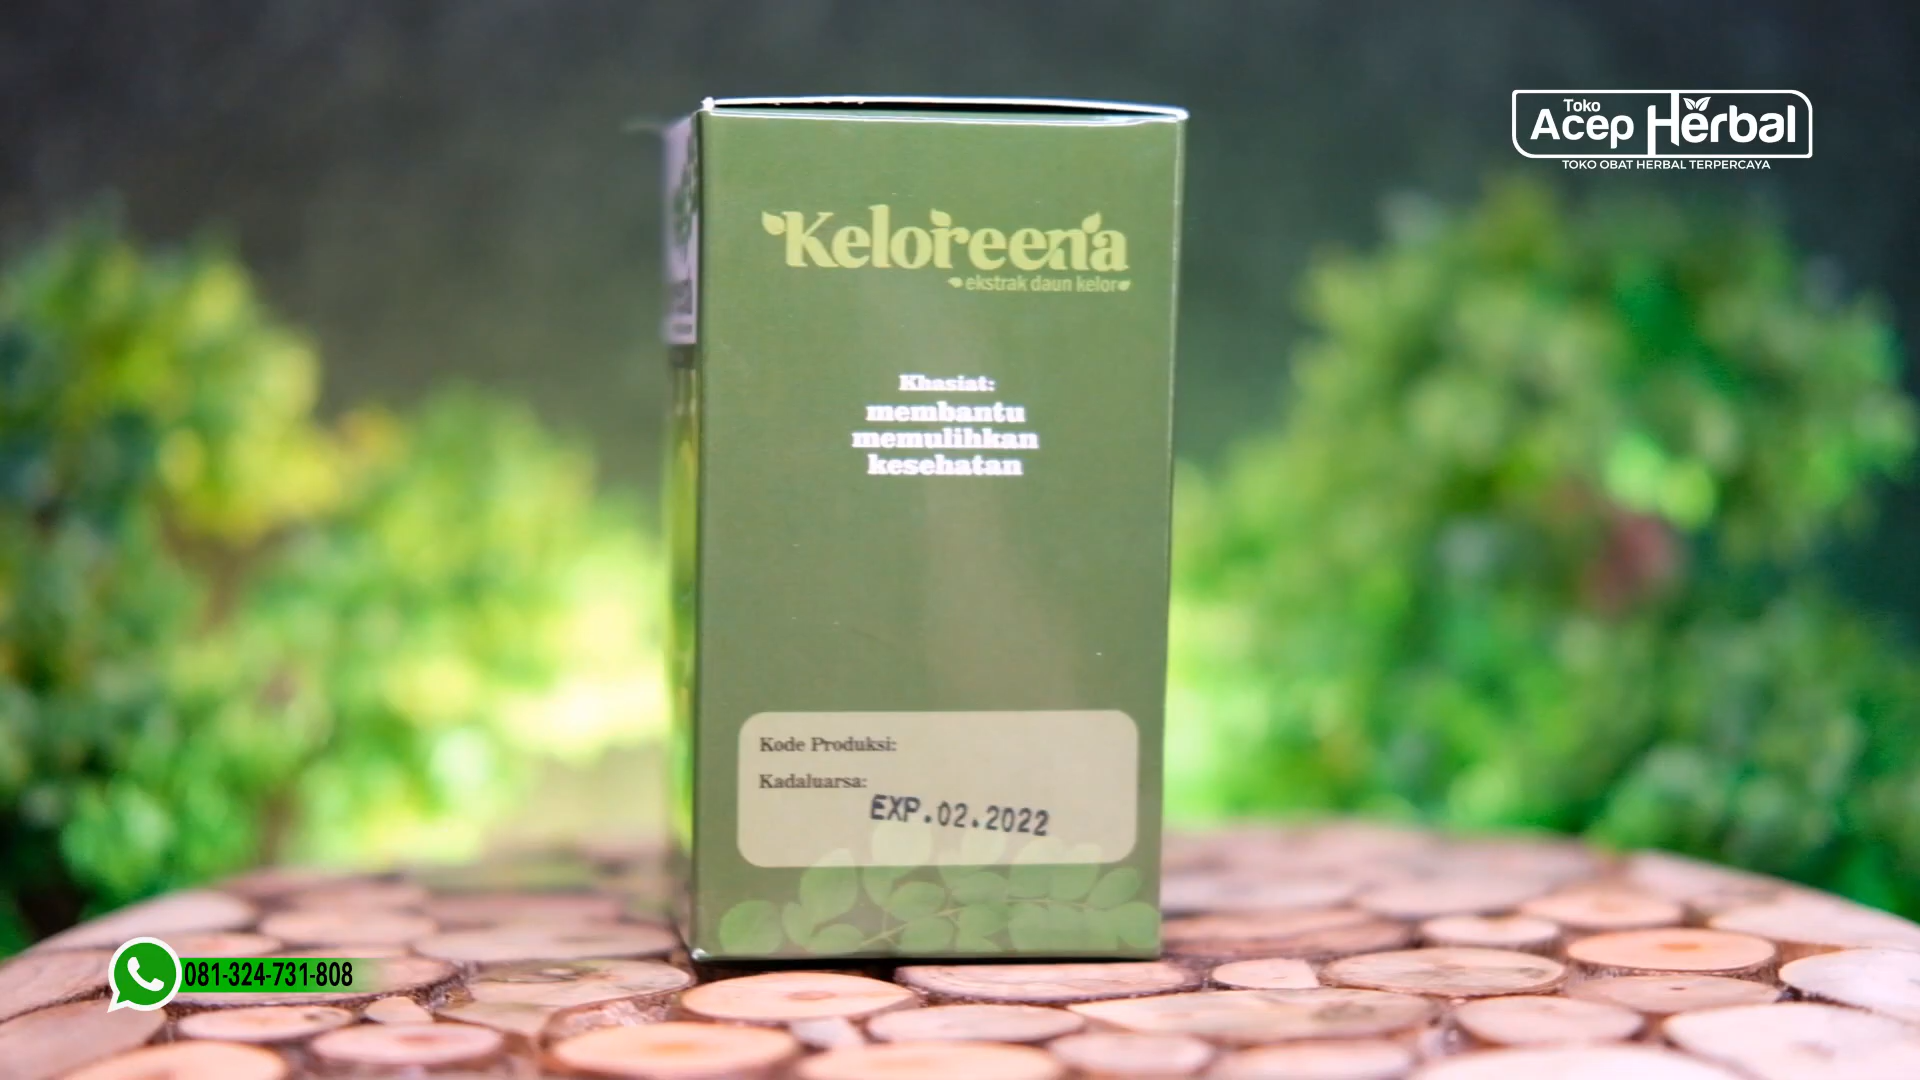 Toko
Acep Herbal
TOKO OBAT HERBAL TERPERCAYA
Keloreena
ekstrak daun kelor
Khasiat:
membantu
memulihkan
kesehatan
Kode Produksi:
Kadaluarsa:
EXP.02.2022
081-324-731-808